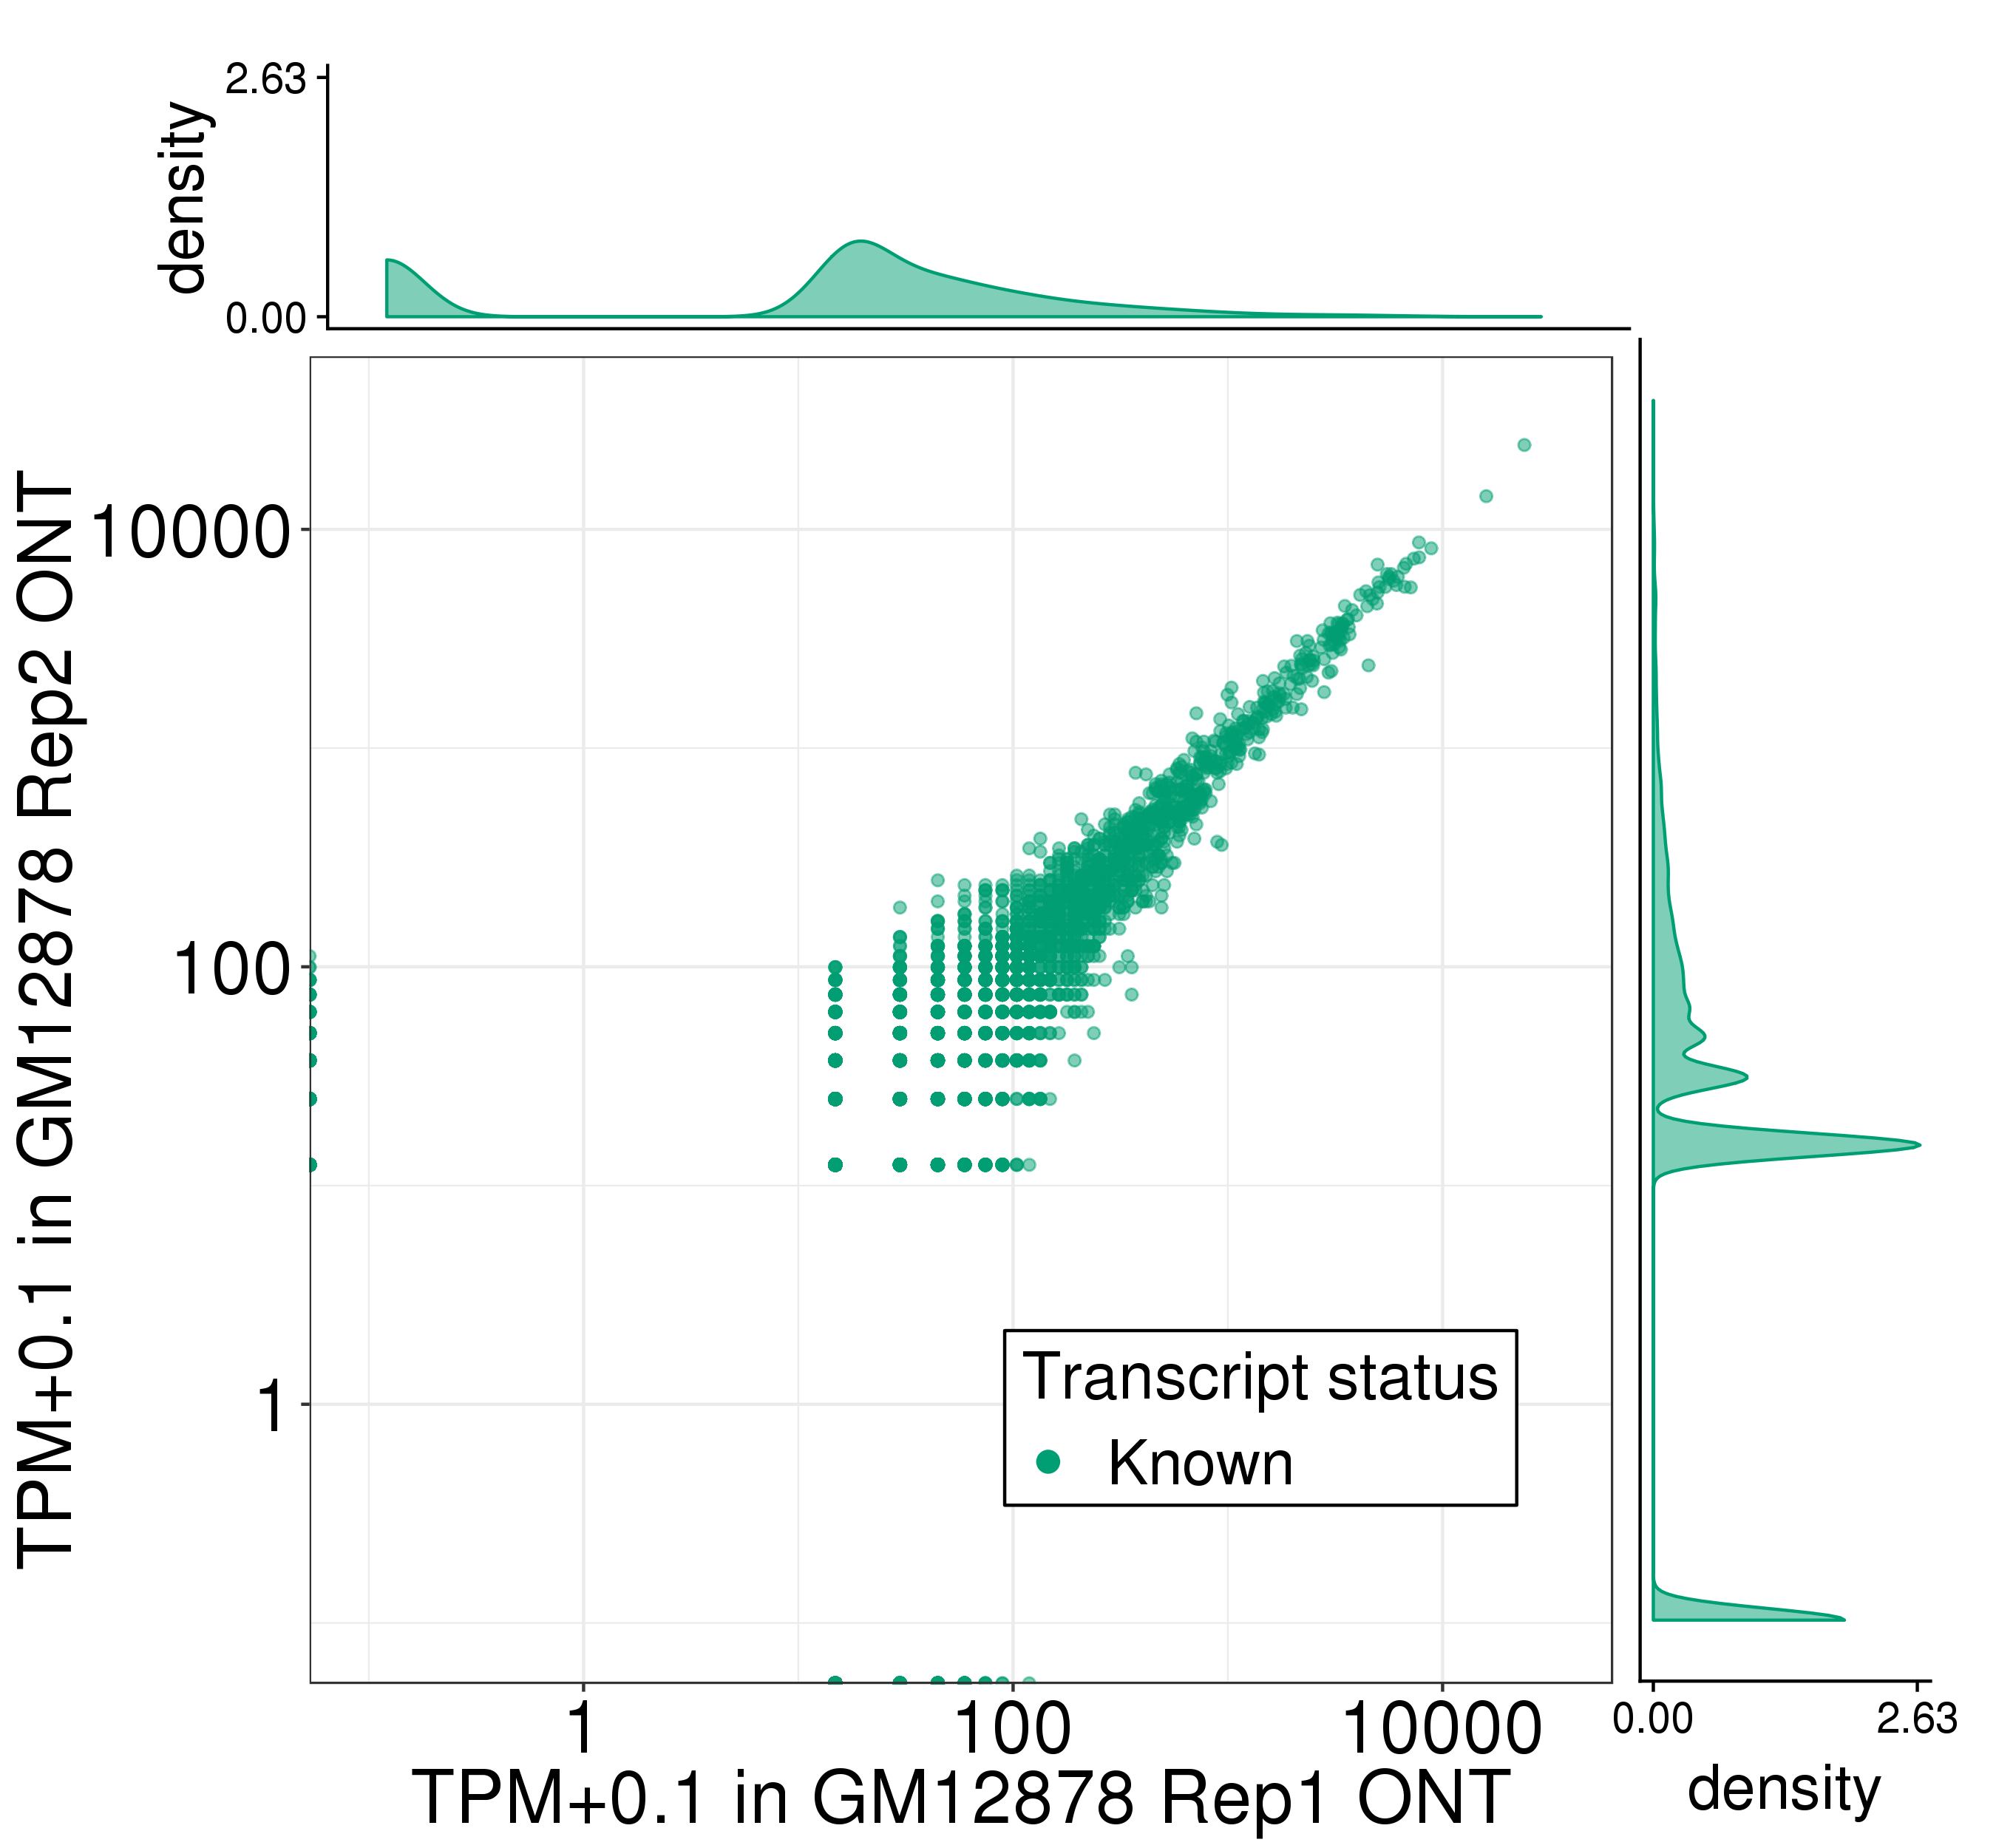 2.63
density
0.00
TPM+0.1 in GM12878 Rep2 ONT
10000
100
1
Transcript status
Known
1
100
10000
TPM+0.1 in GM12878 Rep1 ONT
0.00
2.63
density